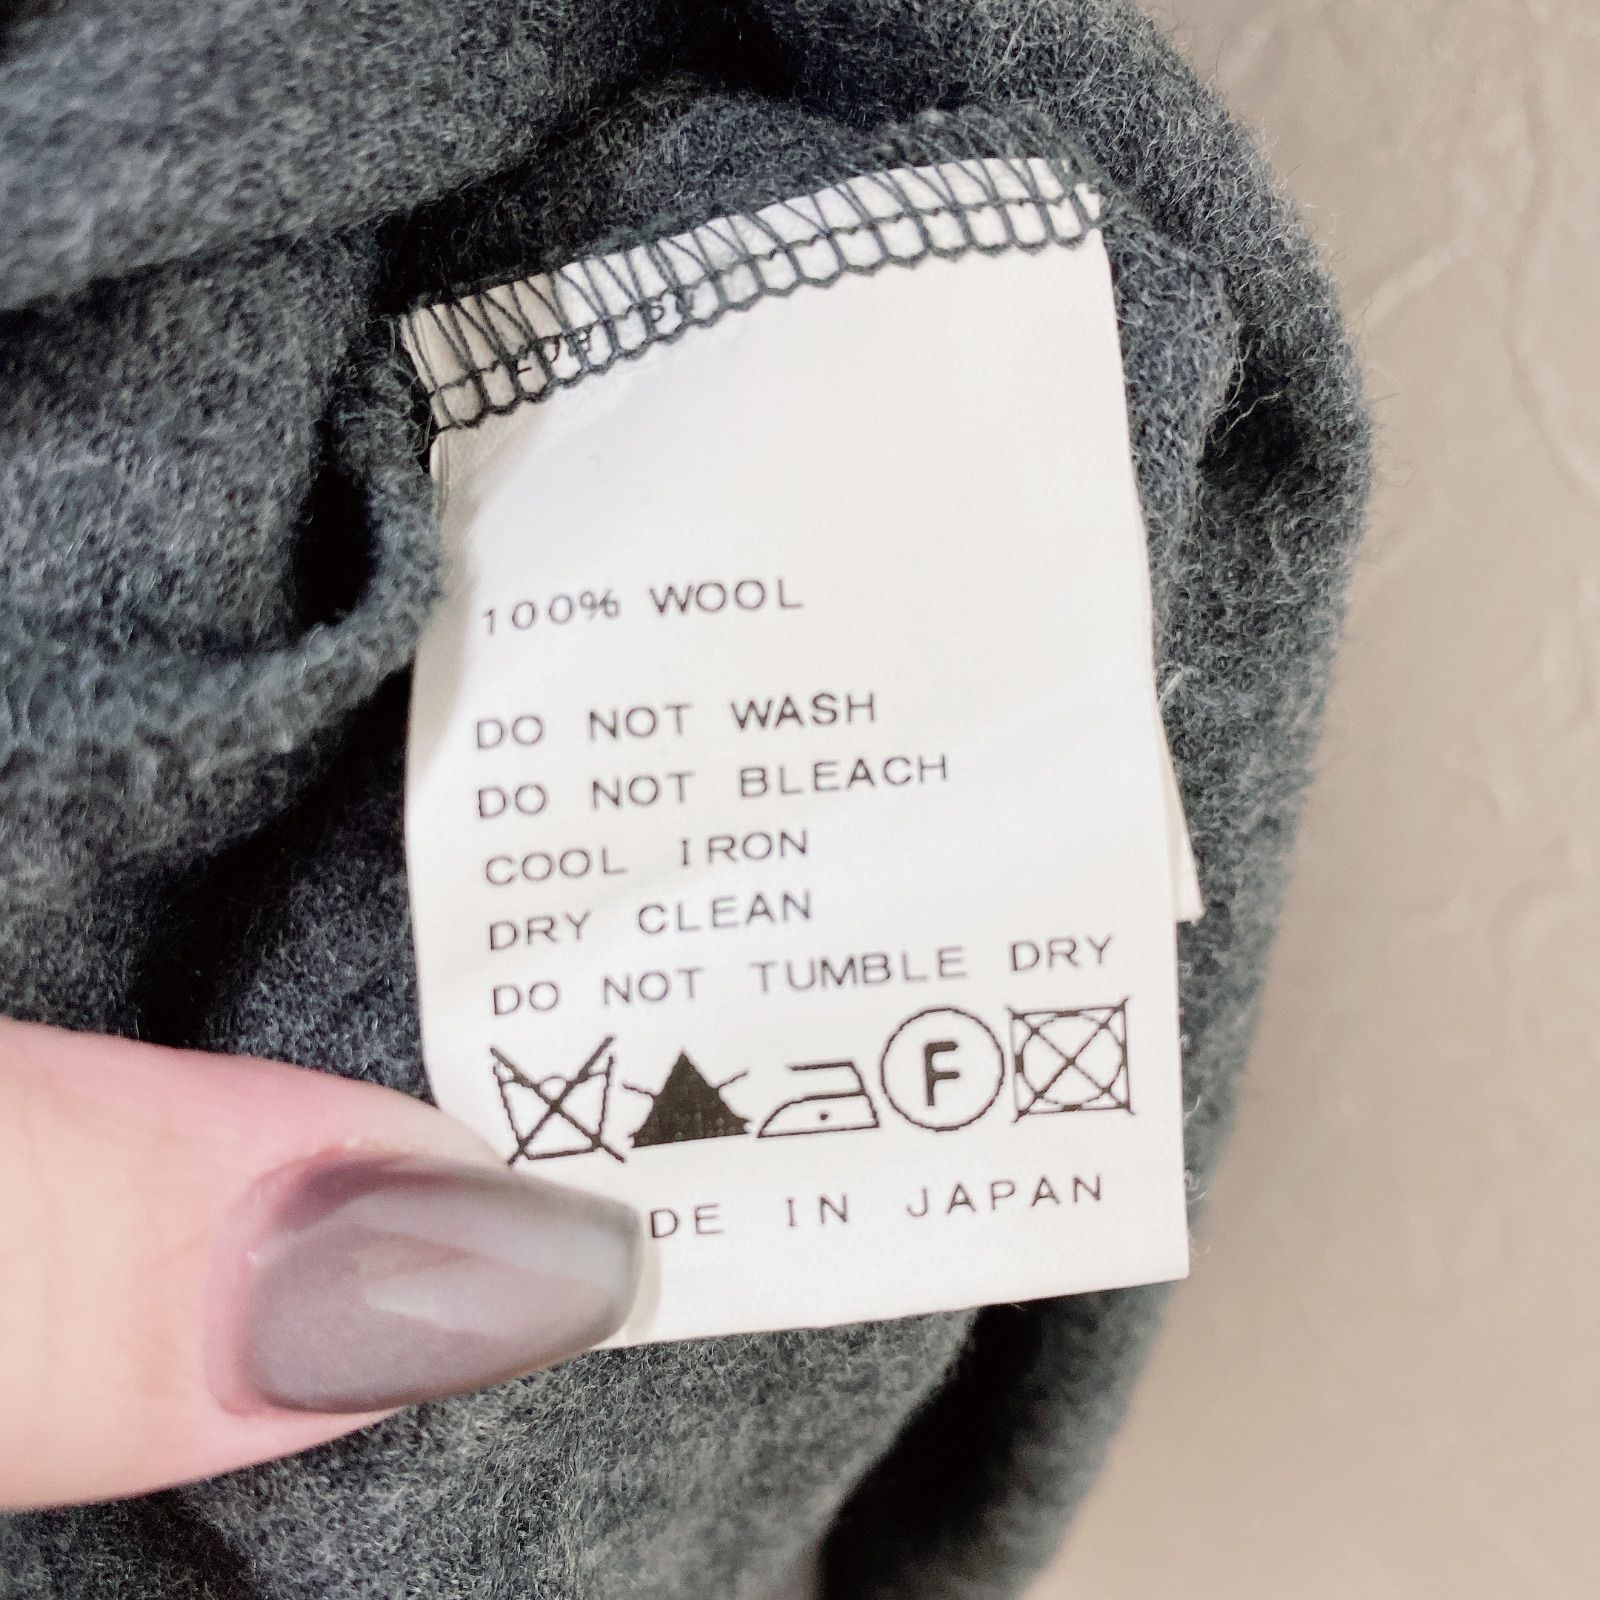 100% WOOL
DO NOT WASH
DO NOT BLEACH
COOL IRON
DRY CLEAN
DO NOT TUMBLE DRY
F
DE IN JAPAN